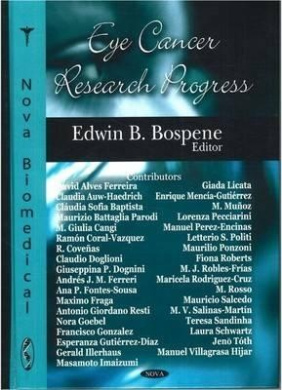 Eye Cancer
Research Progress
Nova Biomedical
Edwin B. Bospene
Editor
Contributors
David Alves Ferreira
Claudia Auw-Haedrich
Cláudia Sofia Baptista
Maurizio Battaglia Parodi
M. Giulia Cangi
Ramón Coral-Vazquez
R. Coveñas
Claudio Doglioni
Giuseppina P. Dognini
Andrés J. M. Ferreri
Ana P. Fontes-Sousa
Maximo Fraga
Antonio Giordano Resti
Nora Goebel
Francisco Gonzalez
Esperanza Gutiérrez-Díaz
Gerald Illerhaus
Masamoto Imaizumi
Giada Licata
Enrique Mencia-Gutiérrez
M. Muñoz
Lorenza Pecciarini
Manuel Perez-Encinas
Letterio S. Politi
Maurilio Ponzoni
Fiona Roberts
M. J. Robles-Frías
Maricela Rodriguez-Cruz
M. Rosso
Mauricio Salcedo
M. V. Salinas-Martín
Teresa Sandinha
Laura Schwartz
Jenö Tóth
Manuel Villagrasa Hijar
NOVA